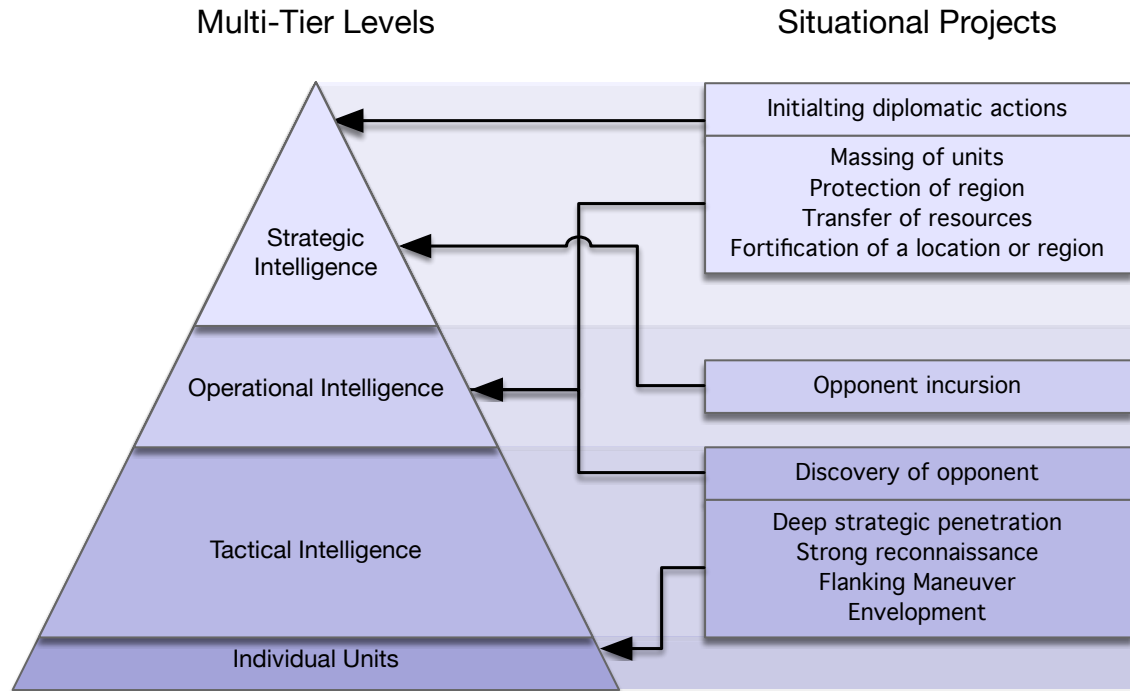 Multi-Tier Levels
Situational Projects
Strategic
Intelligence
Operational Intelligence
Tactical Intelligence
Individual Units
Initialting diplomatic actions
Massing of units
Protection of region
Transfer of resources
Fortification of a location or region
Opponent incursion
Discovery of opponent
Deep strategic penetration
Strong reconnaissance
Flanking Maneuver
Envelopment